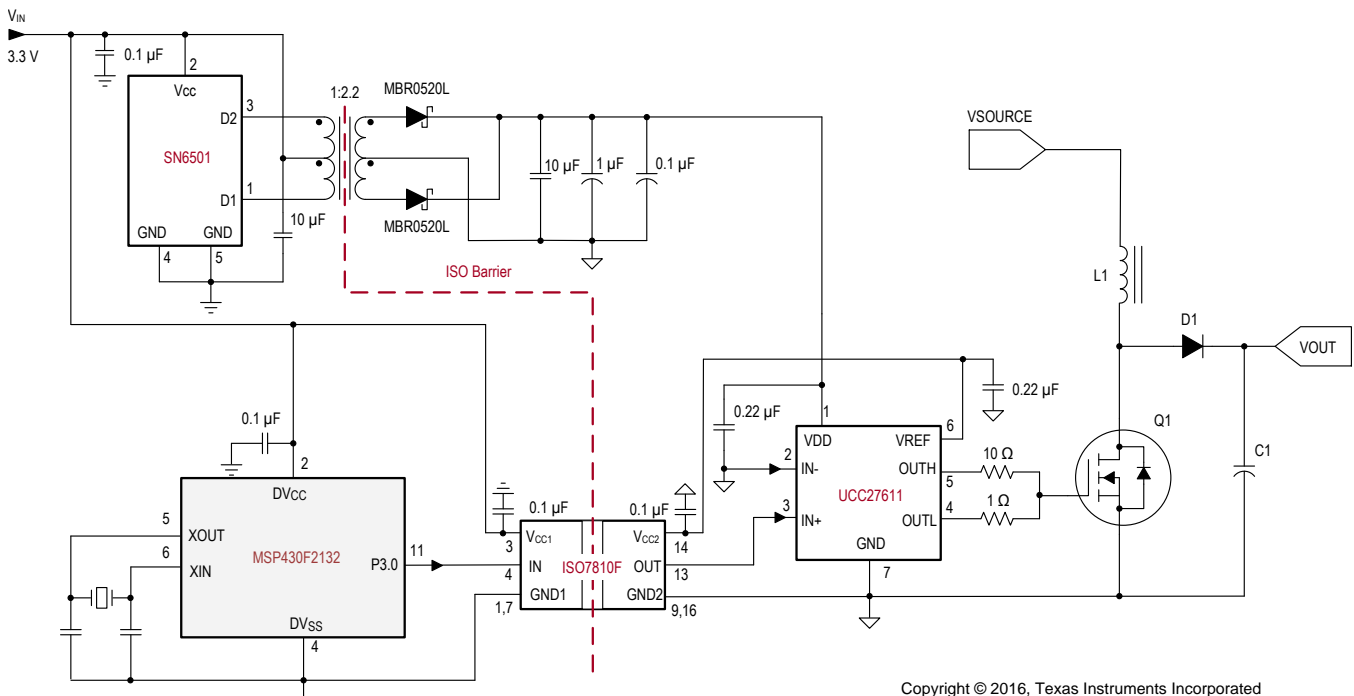 VIN
3.3 V
0.1 µF
2
Vcc
SN6501
D2
3
D1
1
GND
GND
4
5
10 µF
1:2.2
MBR0520L
MBR0520L
10 µF
1 µF
0.1 µF
ISO Barrier
VSOURCE
L1
D1
VOUT
Q1
C1
0.1 µF
2
DVCC
5
XOUT
6
XIN
MSP430F2132
P3.0
11
DVSS
4
0.1 µF
VCC1
3
IN
4
GND1
1,7
ISO7810F
0.1 µF
VCC2
14
OUT
13
GND2
9,16
0.22 µF
1
VDD
2
IN-
3
IN+
UCC27611
VREF
6
OUTH
5
OUTL
4
GND
7
0.22 µF
10 Ω
1 Ω
Copyright © 2016, Texas Instruments Incorporated